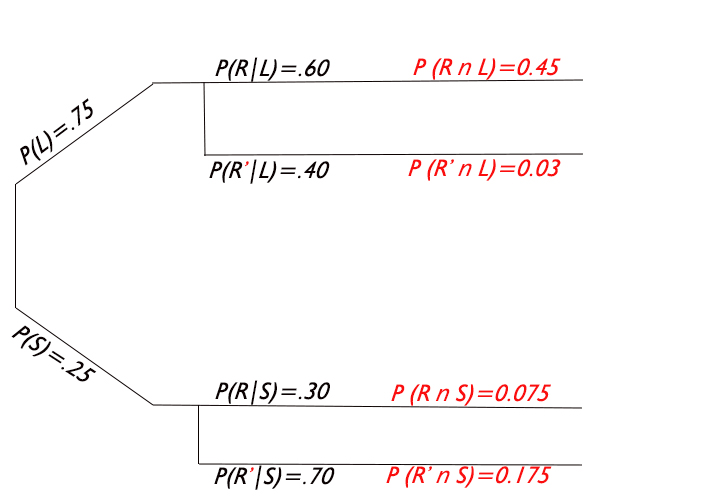 P(L)=.75
P(R|L)=.60 P (R n L)=0.45
P(R'|L)=.40 P (R' n L)=0.03
P(S)=.25
P(R|S)=.30 P (R n S)=0.075
P(R'|S)=.70 P (R' n S)=0.175